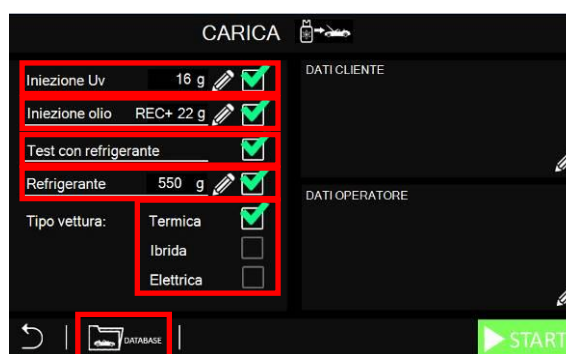 CARICA
Iniezione Uv 16 g
Iniezione olio REC+ 22 g
Test con refrigerante
Refrigerante 550 g
Tipo vettura: Termica
Ibrida
Elettrica
DATI CLIENTE
DATI OPERATORE
DATABASE
START